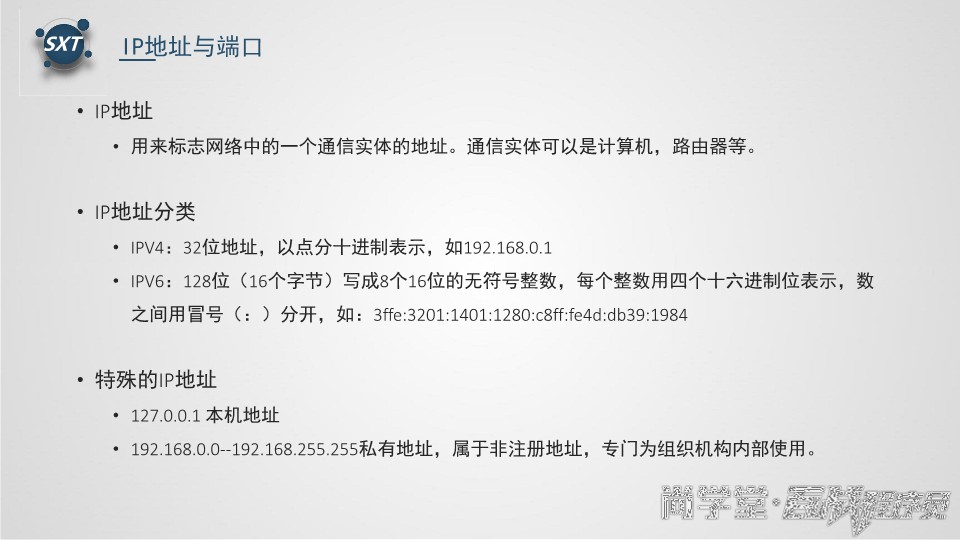 SXT
IP地址与端口
• IP地址
• 用来标志网络中的一个通信实体的地址。通信实体可以是计算机，路由器等。
• IP地址分类
• IPV4：32位地址，以点分十进制表示，如192.168.0.1
• IPV6：128位（16个字节）写成8个16位的无符号整数，每个整数用四个十六进制位表示，数
之间用冒号（：）分开，如：3ffe:3201:1401:1280:c8ff:fe4d:db39:1984
• 特殊的IP地址
• 127.0.0.1 本机地址
• 192.168.0.0--192.168.255.255私有地址，属于非注册地址，专门为组织机构内部使用。
尚学堂·